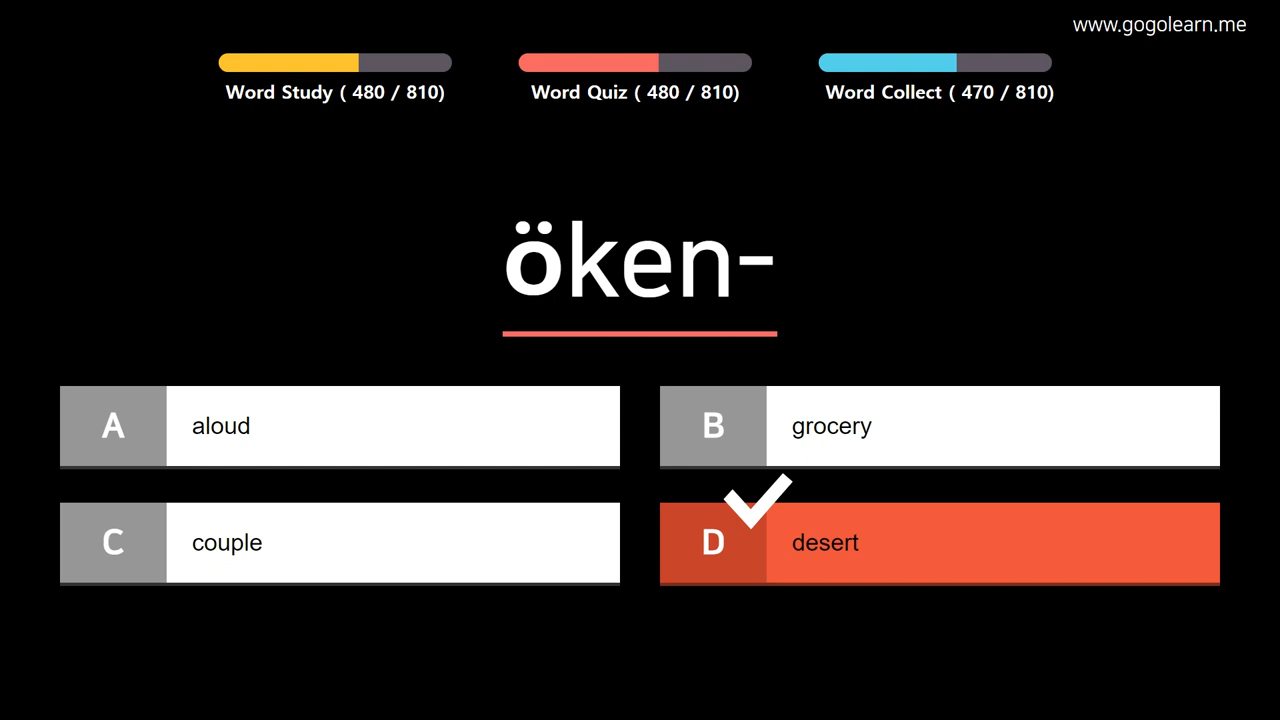 www.gogolearn.me
Word Study ( 480 / 810)
Word Quiz ( 480 / 810)
Word Collect ( 470 / 810)
öken-
A aloud
B grocery
C couple
D desert